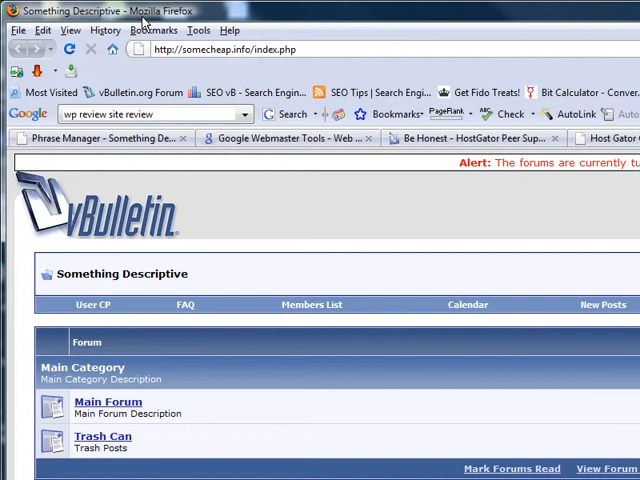 Something Descriptive - Mozilla Firefox
File Edit View History Bookmarks Tools Help
http://somecheap.info/index.php
Most Visited vBulletin.org Forum SEO vB - Search Engin... SEO Tips | Search Eng... Get Fido Treats! Bit Calculator - Conver...
Google wp review site review Search Bookmarks PageRank Check AutoLink Auto
Phrase Manager - Something De... Google Webmaster Tools - Web ... Be Honest - HostGator Peer Sup... Host Gator
Alert: The forums are currently tu
vBulletin
Something Descriptive
User CP FAQ Members List Calendar New Posts
Forum
Main Category
Main Category Description
Main Forum
Main Forum Description
Trash Can
Trash Posts
Mark Forums Read View Forum